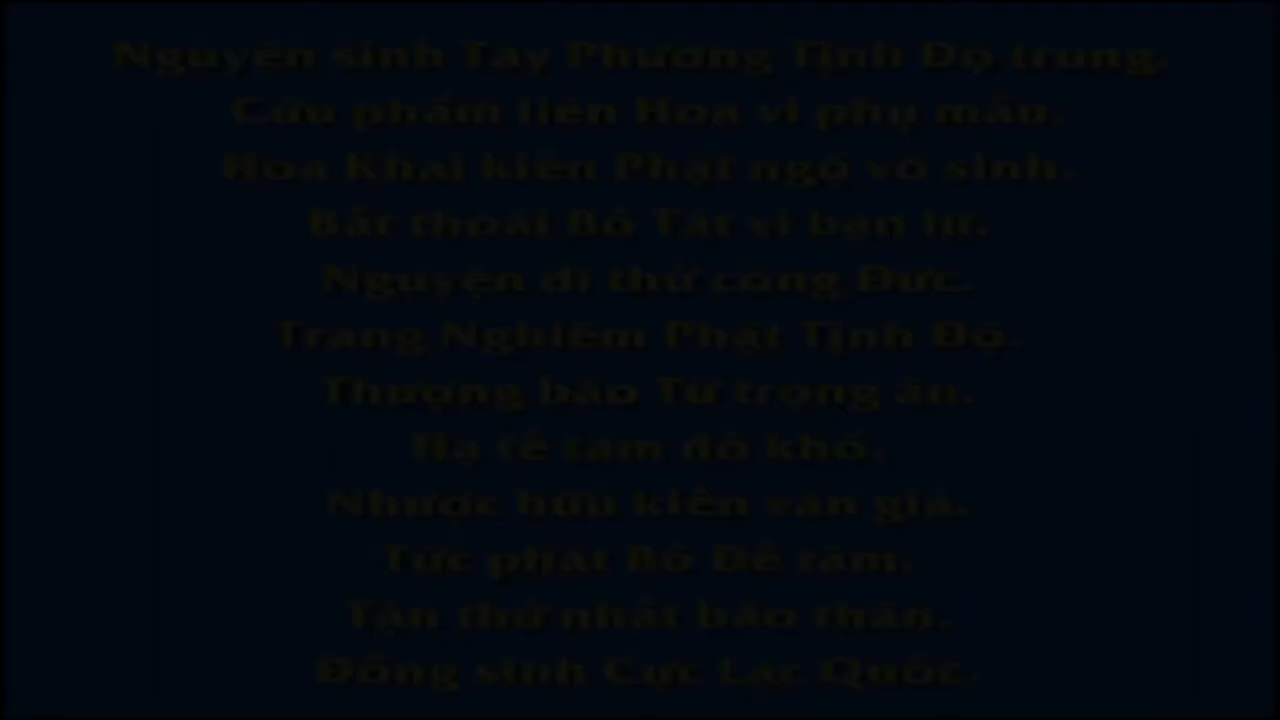 Nguyện sinh Tây Phương Tịnh Độ trung.
Cửu phẩm liên Hoa vi phụ mẫu.
Hoa Khai kiến Phật ngộ vô sinh.
Bất thoái Bồ Tát vi bạn lữ.
Nguyện dĩ thử công Đức.
Trang Nghiêm Phật Tịnh Độ.
Thượng báo Tứ trọng ân.
Hạ tế tam đồ khổ.
Nhược hữu kiến văn giả.
Tức phát Bồ Đề tâm.
Tận thử nhất báo thân.
Đồng sinh Cực Lạc Quốc.